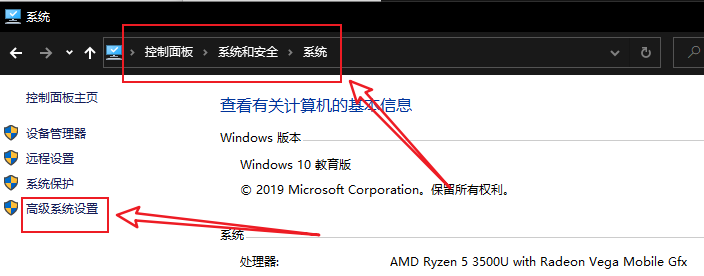 系统
控制面板 系统和安全 系统
控制面板主页
设备管理器
远程设置
系统保护
高级系统设置
查看有关计算机的基本信息
Windows 版本
Windows 10 教育版
© 2019 Microsoft Corporation。保留所有权利。
系统
处理器: AMD Ryzen 5 3500U with Radeon Vega Mobile Gfx